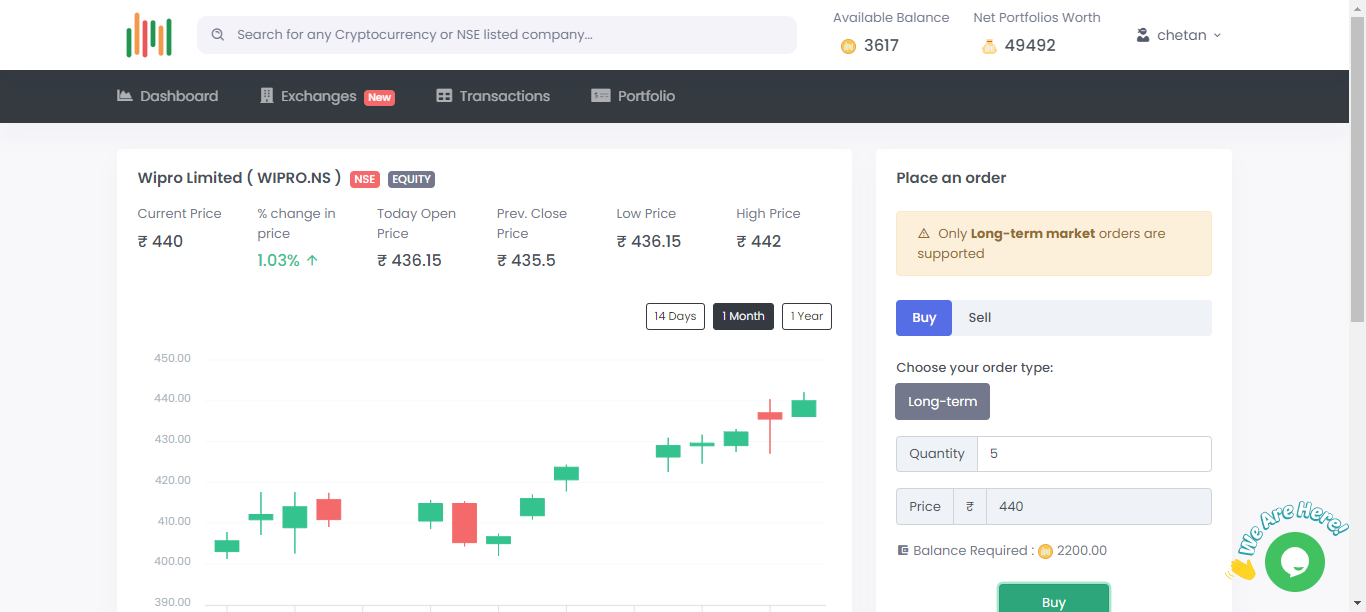 Search for any Cryptocurrency or NSE listed company...
Available Balance
3617
Net Portfolios Worth
49492
chetan
Dashboard
Exchanges New
Transactions
Portfolio
Wipro Limited ( WIPRO.NS ) NSE EQUITY
Current Price
₹ 440
% change in
price
1.03% ↑
Today Open
Price
₹ 436.15
Prev. Close
Price
₹ 435.5
Low Price
₹ 436.15
High Price
₹ 442
14 Days
1 Month
1 Year
450.00
440.00
430.00
420.00
410.00
400.00
390.00
Place an order
Only Long-term market orders are
supported
Buy
Sell
Choose your order type:
Long-term
Quantity 5
Price ₹ 440
Balance Required : 2200.00
Buy
We Are Here!